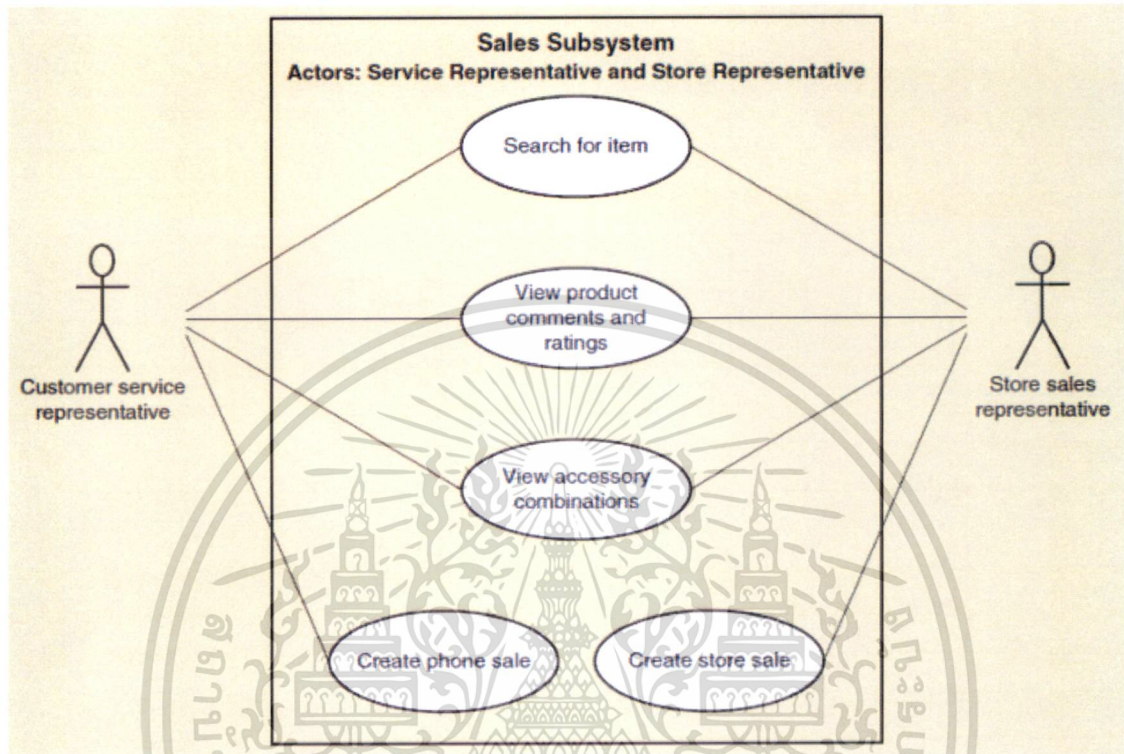 Sales Subsystem
Actors: Service Representative and Store Representative
Search for item
View product
comments and
ratings
Customer service
representative
Store sales
representative
View accessory
combinations
Create phone sale
Create store sale